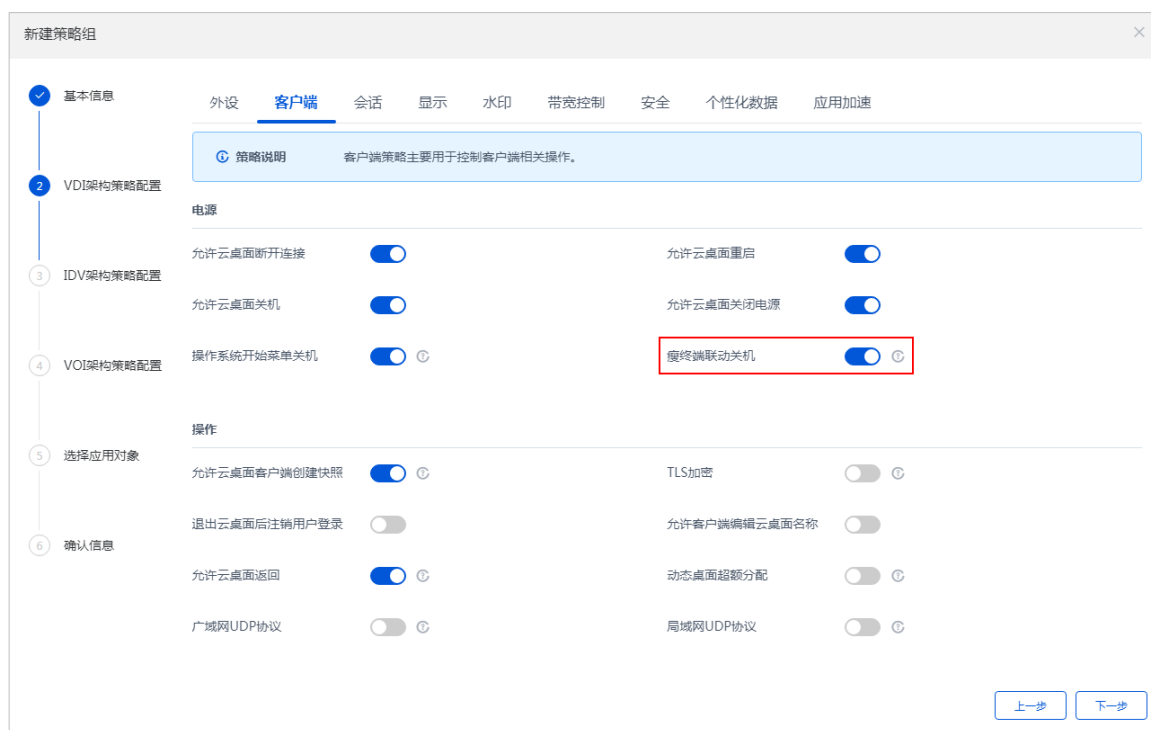 新建策略组
基本信息
2 VDI架构策略配置
3 IDV架构策略配置
4 VOI架构策略配置
5 选择应用对象
6 确认信息
外设 客户端 会话 显示 水印 带宽控制 安全 个性化数据 应用加速
策略说明 客户端策略主要用于控制客户端相关操作。
电源
允许云桌面断开连接 允许云桌面重启
允许云桌面关机 允许云桌面关闭电源
操作系统开始菜单关机 瘦终端联动关机
操作
允许云桌面客户端创建快照 TLS加密
退出云桌面后注销用户登录 允许客户端编辑云桌面名称
允许云桌面返回 动态桌面超额分配
广域网UDP协议 局域网UDP协议
上一步 下一步